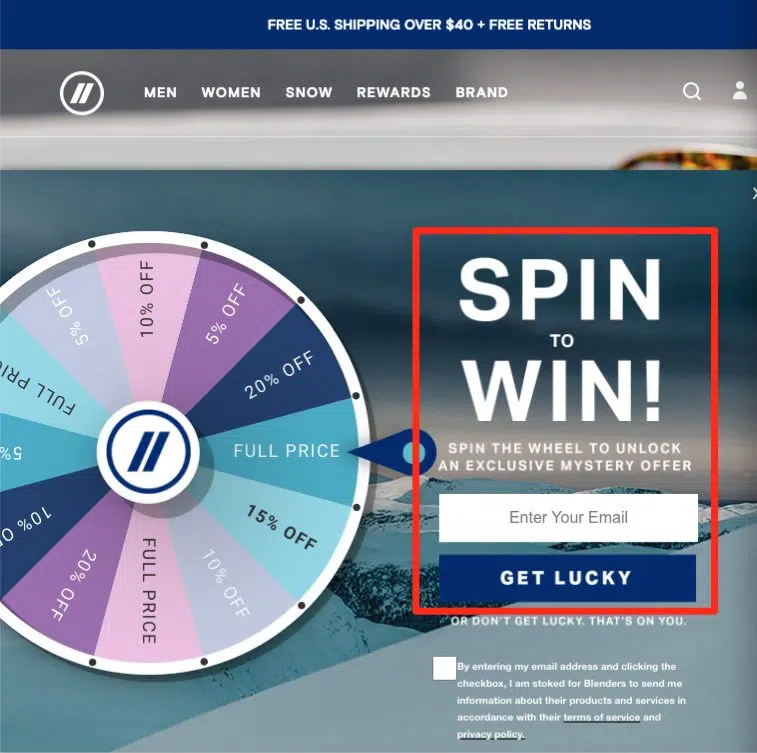 FREE U.S. SHIPPING OVER $40 + FREE RETURNS
MEN WOMEN SNOW REWARDS BRAND
X
5% OFF
10% OFF
5% OFF
20% OFF
FULL PRICE
15% OFF
10% OFF
FULL PRICE
20% OFF
10%
5%
FULL
SPIN
TO
WIN!
SPIN THE WHEEL TO UNLOCK
AN EXCLUSIVE MYSTERY OFFER
Enter Your Email
GET LUCKY
OR DON'T GET LUCKY. THAT'S ON YOU.
By entering my email address and clicking the
checkbox, I am stoked for Blenders to send me
information about their products and services in
accordance with their terms of service and
privacy policy.